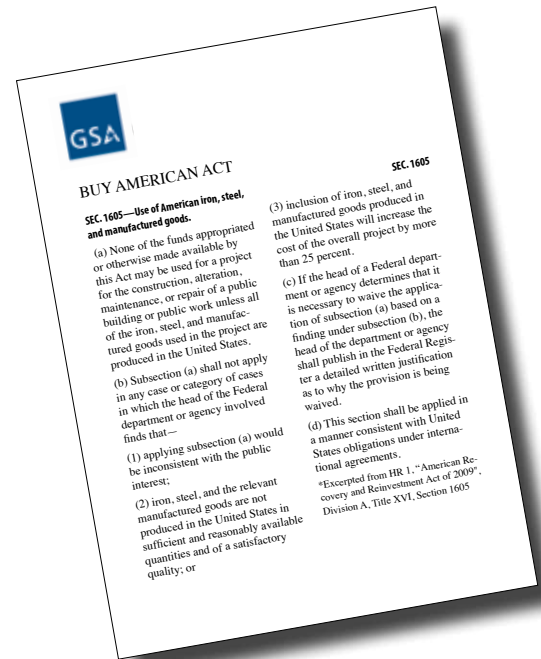 GSA
BUY AMERICAN ACT
SEC. 1605
SEC. 1605—Use of American iron, steel,
and manufactured goods.
(a) None of the funds appropriated
or otherwise made available by
this Act may be used for a project
for the construction, alteration,
maintenance, or repair of a public
building or public work unless all
of the iron, steel, and manufac-
tured goods used in the project are
produced in the United States.
(b) Subsection (a) shall not apply
in any case or category of cases
in which the head of the Federal
department or agency involved
finds that—
(1) applying subsection (a) would
be inconsistent with the public
interest;
(2) iron, steel, and the relevant
manufactured goods are not
produced in the United States in
sufficient and reasonably available
quantities and of a satisfactory
quality; or
(3) inclusion of iron, steel, and
manufactured goods produced in
the United States will increase the
cost of the overall project by more
than 25 percent.
(c) If the head of a Federal depart-
ment or agency determines that it
is necessary to waive the applica-
tion of subsection (a) based on a
finding under subsection (b), the
head of the department or agency
shall publish in the Federal Regis-
ter a detailed written justification
as to why the provision is being
waived.
(d) This section shall be applied in
a manner consistent with United
States obligations under interna-
tional agreements.
*Excerpted from HR 1, "American Re-
covery and Reinvestment Act of 2009",
Division A, Title XVI, Section 1605